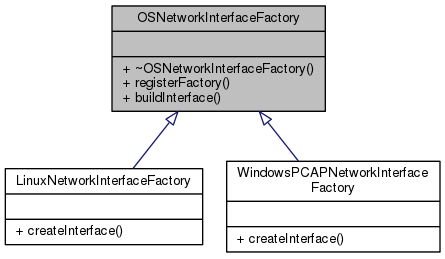 OSNetworkInterfaceFactory
+ ~OSNetworkInterfaceFactory()
+ registerFactory()
+ buildInterface()
LinuxNetworkInterfaceFactory
+ createInterface()
WindowsPCAPNetworkInterface
Factory
+ createInterface()